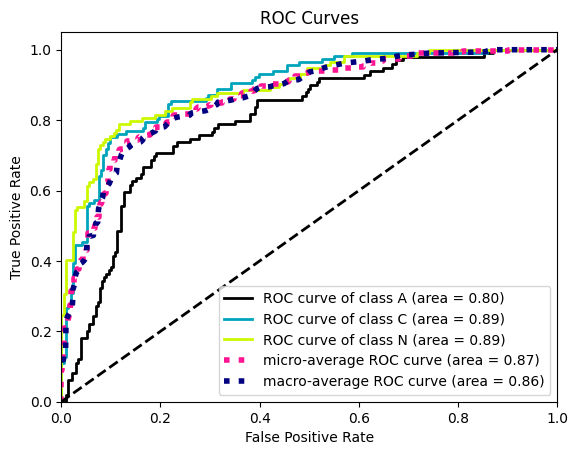 ROC Curves
True Positive Rate
1.0
0.8
0.6
0.4
0.2
0.0
ROC curve of class A (area = 0.80)
ROC curve of class C (area = 0.89)
ROC curve of class N (area = 0.89)
micro-average ROC curve (area = 0.87)
macro-average ROC curve (area = 0.86)
0.0 0.2 0.4 0.6 0.8 1.0
False Positive Rate